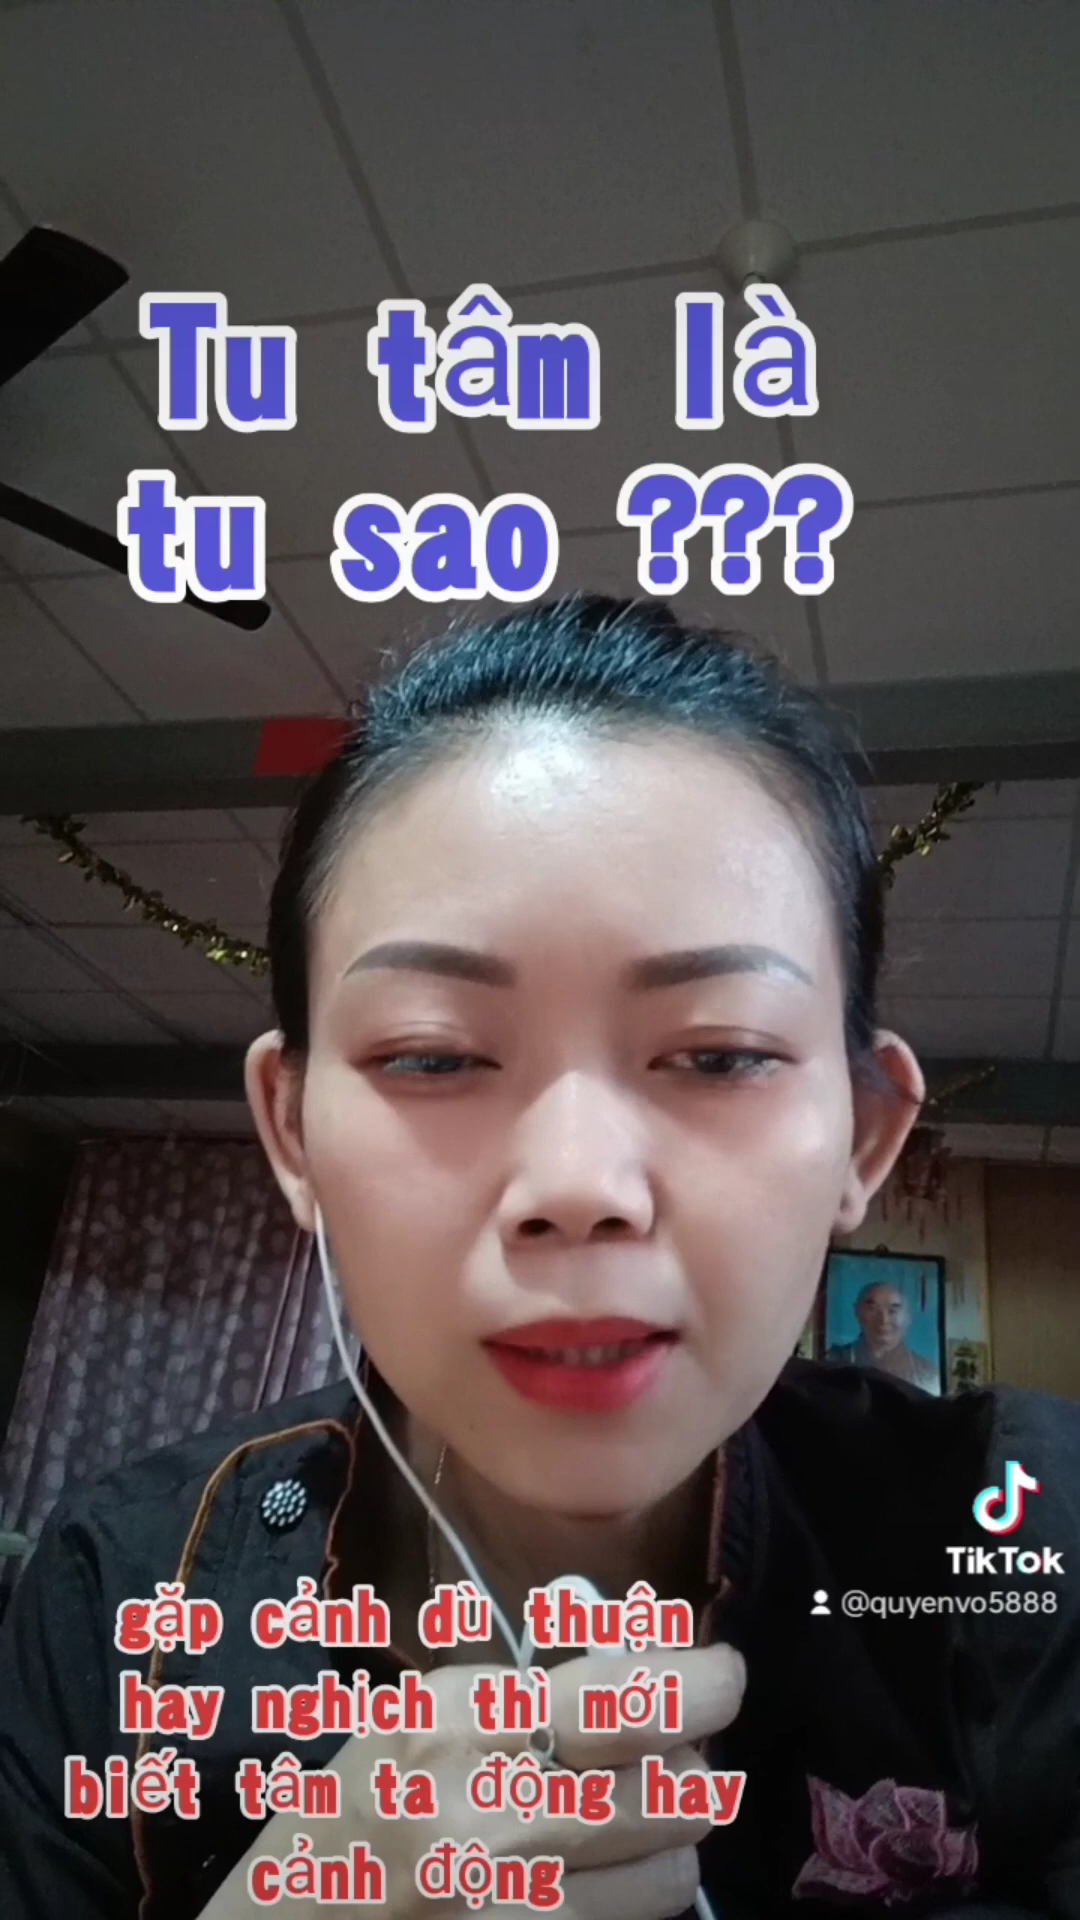 Tu tâm là
tu sao ???
TikTok
@quyenvo5888
gặp cảnh dù thuận
hay nghịch thì mới
biết tâm ta động hay
cảnh động